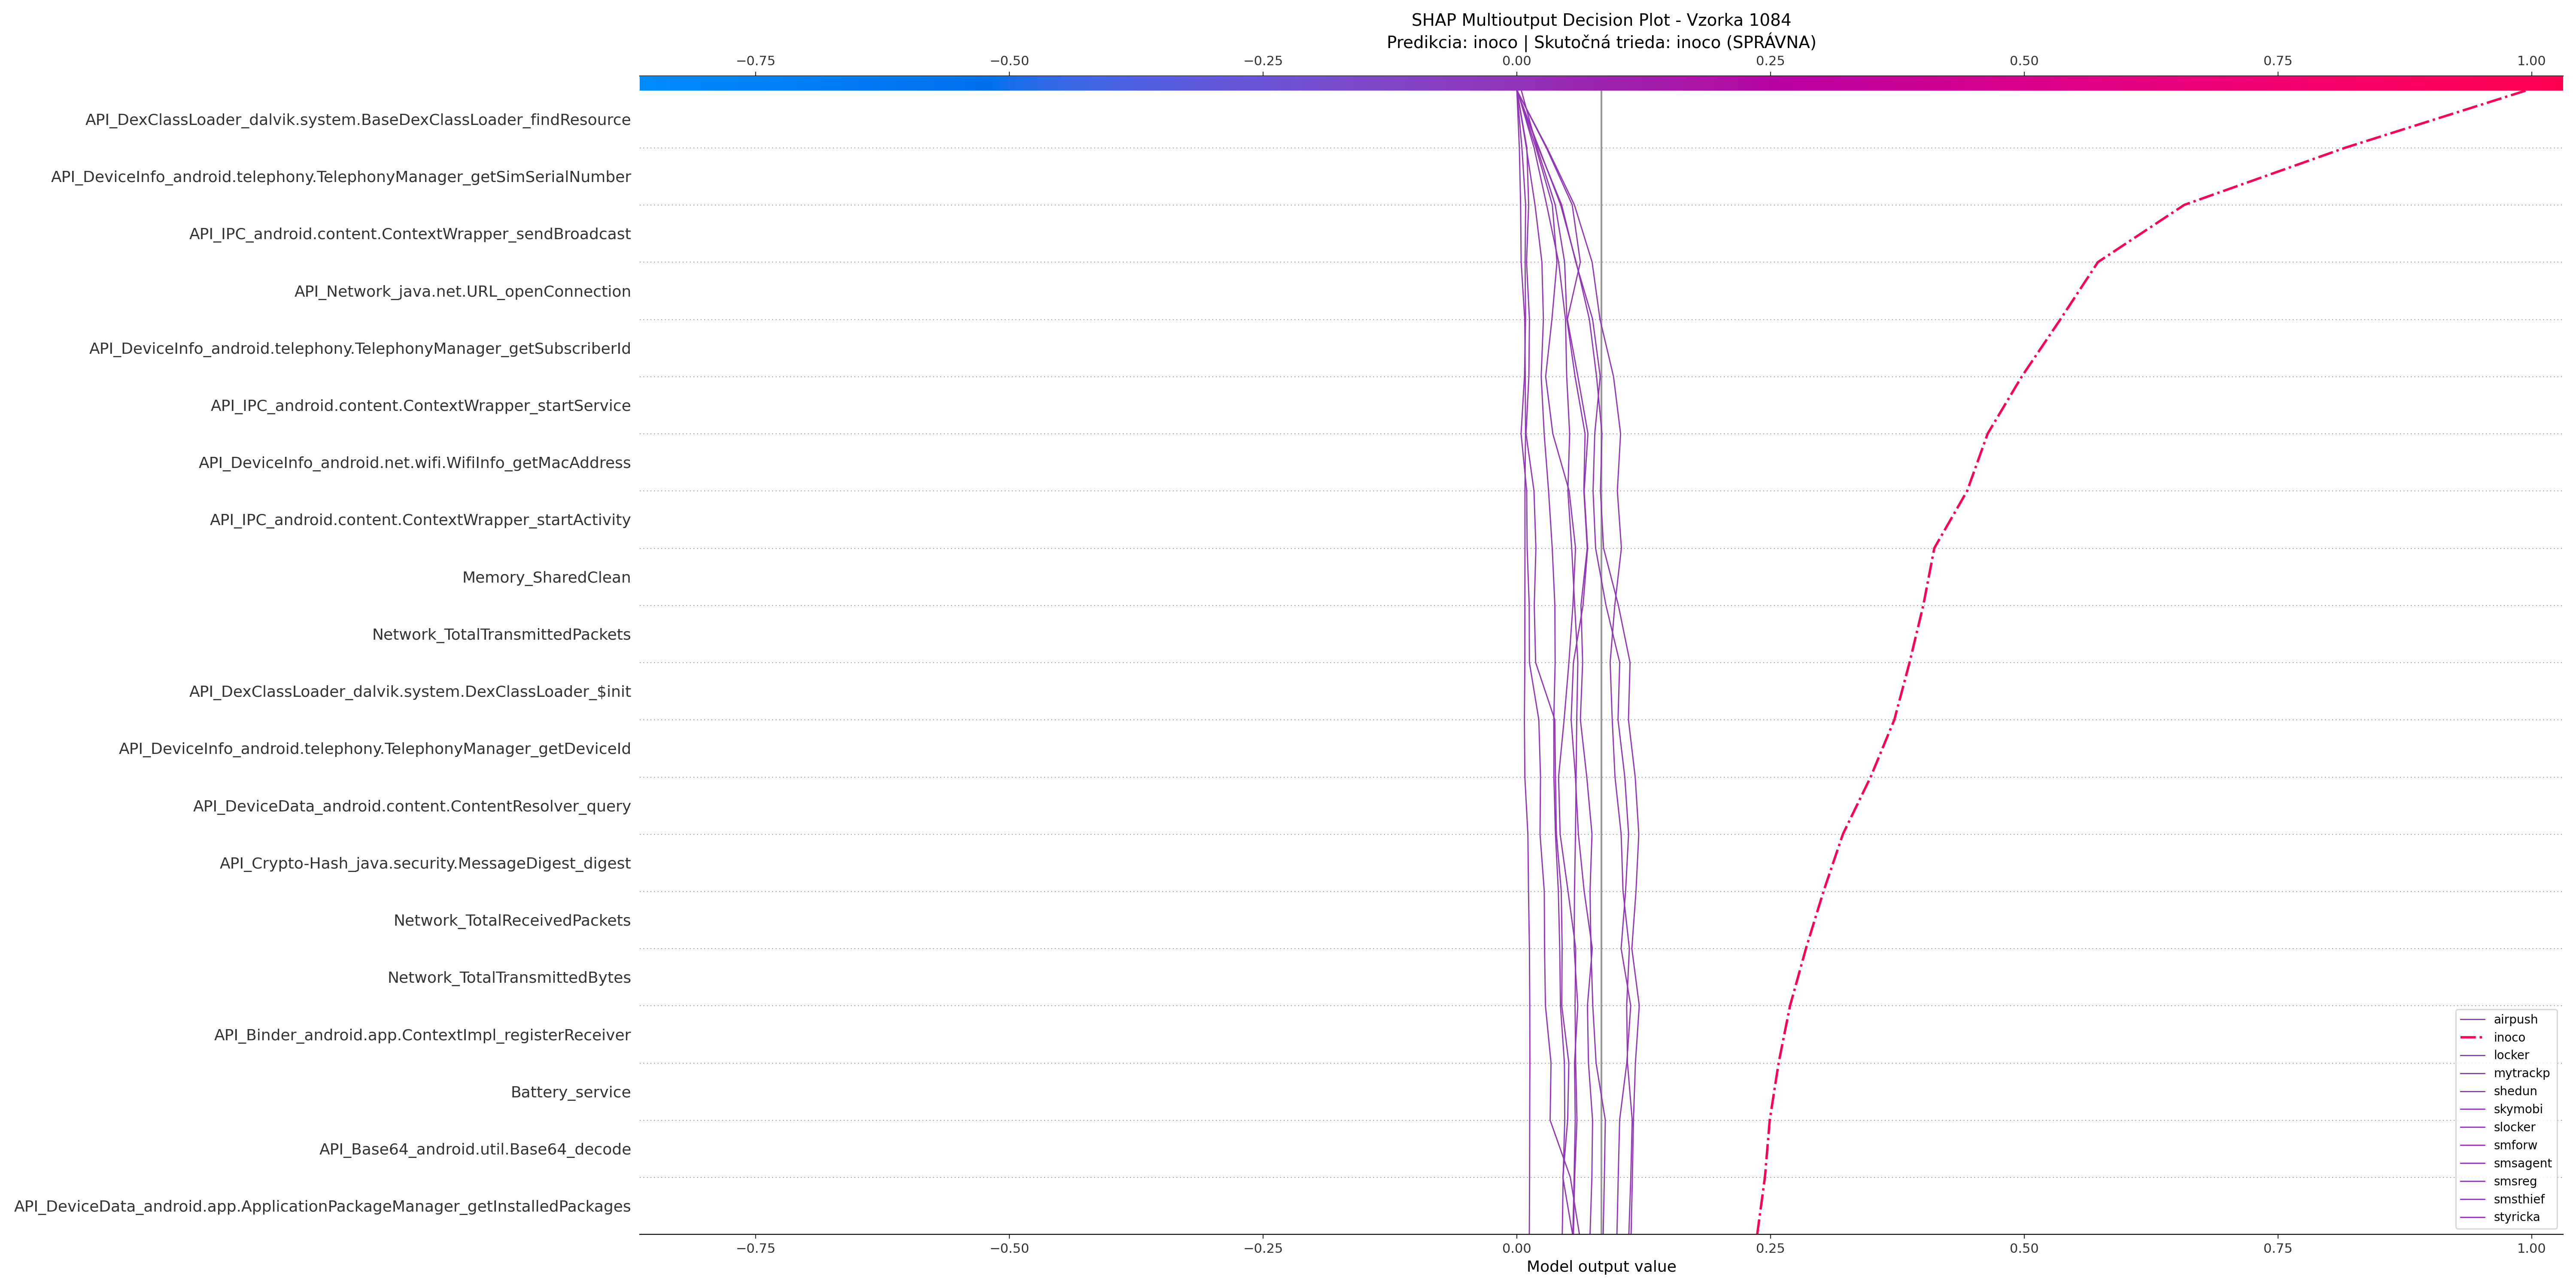 SHAP Multioutput Decision Plot - Vzorka 1084
Predikcia: inoco | Skutočná trieda: inoco (SPRÁVNA)
−0.75 −0.50 −0.25 0.00 0.25 0.50 0.75 1.00
API_DexClassLoader_dalvik.system.BaseDexClassLoader_findResource
API_DeviceInfo_android.telephony.TelephonyManager_getSimSerialNumber
API_IPC_android.content.ContextWrapper_sendBroadcast
API_Network_java.net.URL_openConnection
API_DeviceInfo_android.telephony.TelephonyManager_getSubscriberId
API_IPC_android.content.ContextWrapper_startService
API_DeviceInfo_android.net.wifi.WifiInfo_getMacAddress
API_IPC_android.content.ContextWrapper_startActivity
Memory_SharedClean
Network_TotalTransmittedPackets
API_DexClassLoader_dalvik.system.DexClassLoader_$init
API_DeviceInfo_android.telephony.TelephonyManager_getDeviceId
API_DeviceData_android.content.ContentResolver_query
API_Crypto-Hash_java.security.MessageDigest_digest
Network_TotalReceivedPackets
Network_TotalTransmittedBytes
API_Binder_android.app.ContextImpl_registerReceiver
Battery_service
API_Base64_android.util.Base64_decode
API_DeviceData_android.app.ApplicationPackageManager_getInstalledPackages
airpush
inoco
locker
mytrackp
shedun
skymobi
slocker
smforw
smsagent
smsreg
smsthief
styricka
−0.75 −0.50 −0.25 0.00 0.25 0.50 0.75 1.00
Model output value